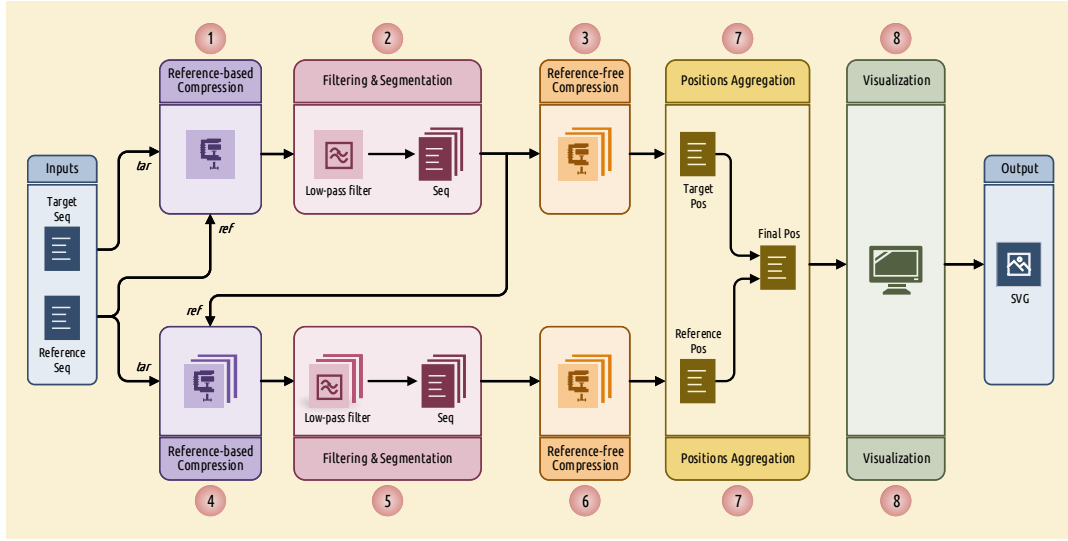 1
2
3
7
8
Reference-based
Compression
Filtering & Segmentation
Reference-free
Compression
Positions Aggregation
Visualization
Inputs
Target
Seq
Reference
Seq
tar
ref
Low-pass filter
Seq
Target
Pos
Final Pos
Output
SVG
ref
tar
Low-pass filter
Seq
Reference
Pos
Reference-based
Compression
Filtering & Segmentation
Reference-free
Compression
Positions Aggregation
Visualization
4
5
6
7
8